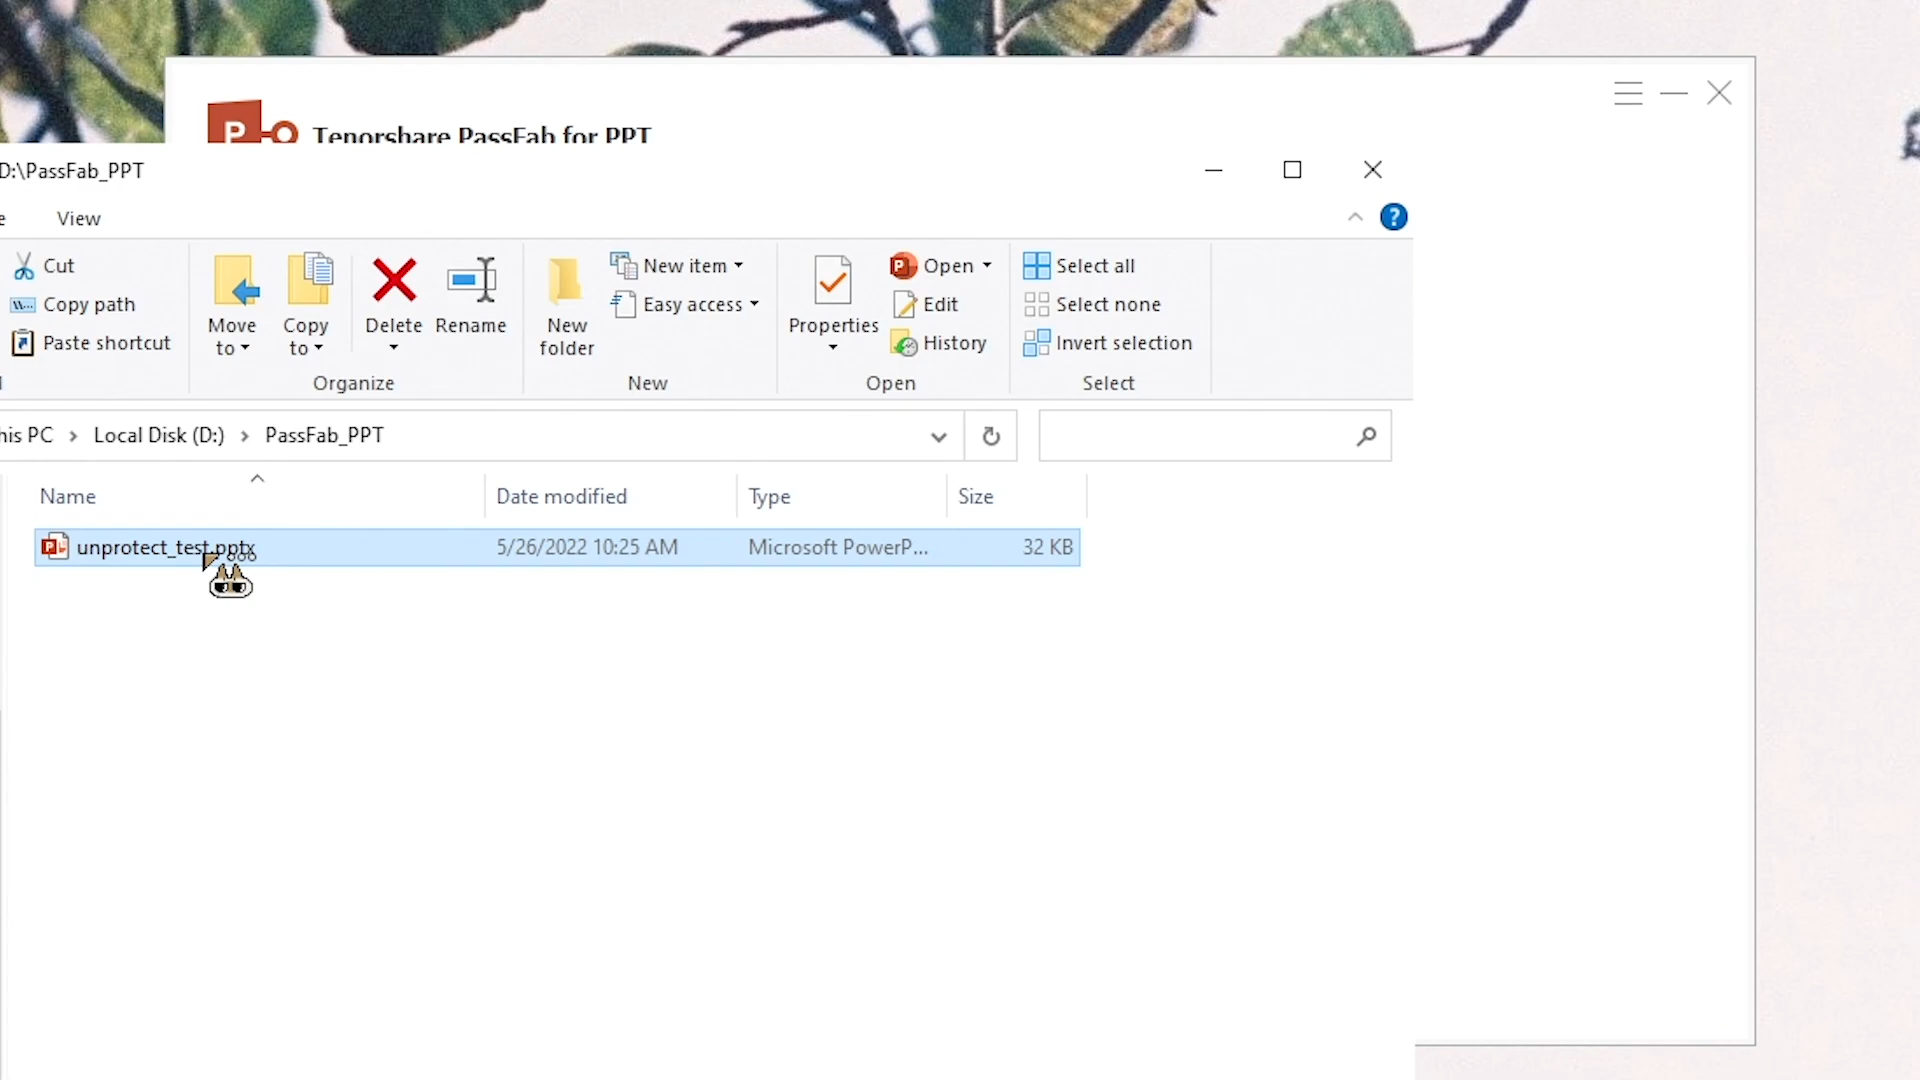 P
Tenorshare PassFab for PPT
D:\PassFab_PPT
e
View
?
Cut
Copy path
Paste shortcut
Move to
Copy to
Delete
Rename
Organize
New folder
New item
Easy access
New
Properties
Open
Edit
History
Open
Select all
Select none
Invert selection
Select
his PC > Local Disk (D:) > PassFab_PPT
Name Date modified Type Size
unprotect_test.pptx 5/26/2022 10:25 AM Microsoft PowerP... 32 KB